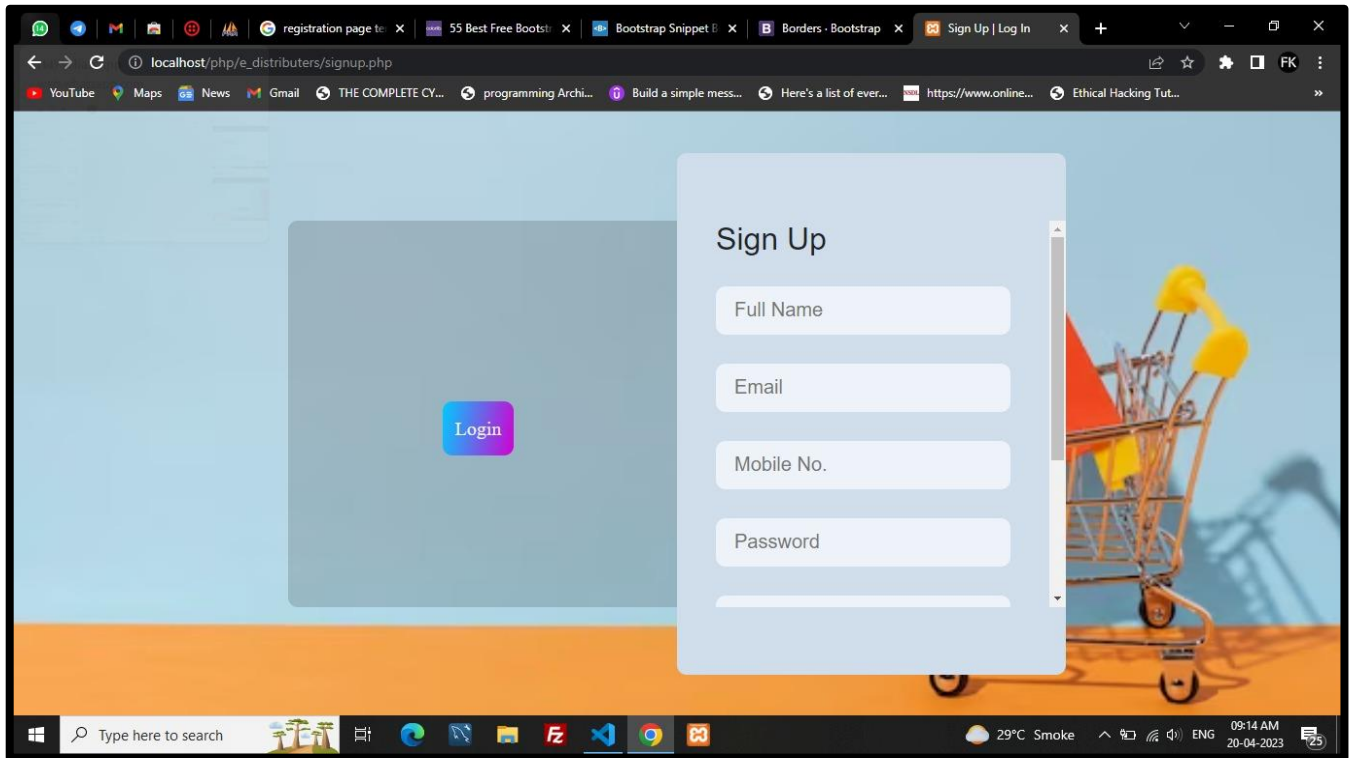 registration page te
55 Best Free Bootst
Bootstrap Snippet B
Borders · Bootstrap
Sign Up | Log In
localhost/php/e_distributers/signup.php
FK
YouTube
Maps
News
Gmail
THE COMPLETE CY...
programming Archi...
Build a simple mess...
Here's a list of ever...
https://www.online...
Ethical Hacking Tut...
»
Sign Up
Full Name
Email
Mobile No.
Password
Login
Type here to search
29°C Smoke
ENG
09:14 AM
20-04-2023
25